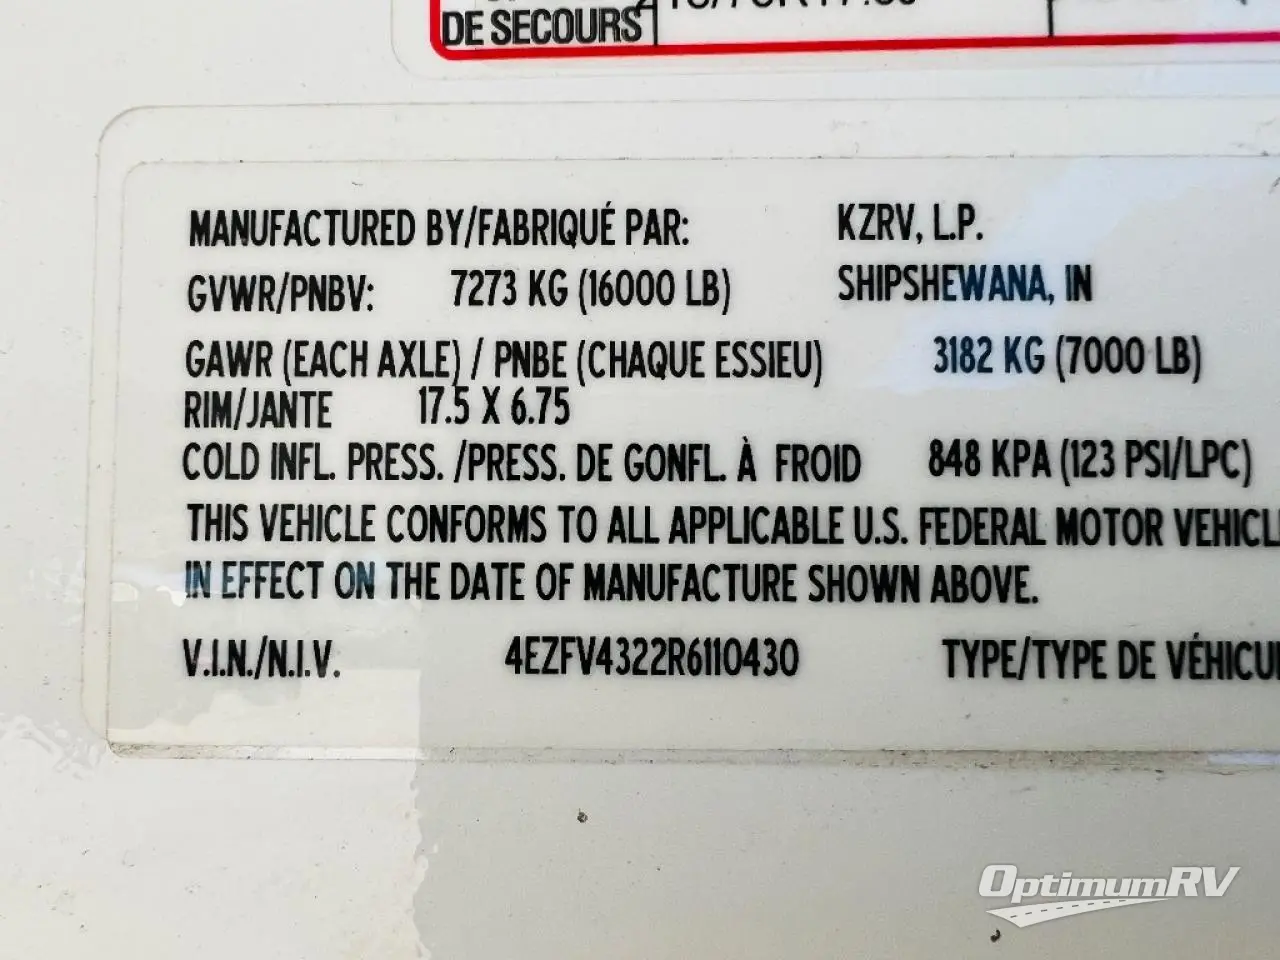 DE SECOURS
MANUFACTURED BY/FABRIQUÉ PAR: KZRV, L.P.
GVWR/PNBV: 7273 KG (16000 LB) SHIPSHEWANA, IN
GAWR (EACH AXLE) / PNBE (CHAQUE ESSIEU) 3182 KG (7000 LB)
RIM/JANTE 17.5 X 6.75
COLD INFL. PRESS. /PRESS. DE GONFL. À FROID 848 KPA (123 PSI/LPC)
THIS VEHICLE CONFORMS TO ALL APPLICABLE U.S. FEDERAL MOTOR VEHICL
IN EFFECT ON THE DATE OF MANUFACTURE SHOWN ABOVE.
V.I.N./N.I.V. 4EZFV4322R6110430 TYPE/TYPE DE VÉHICU
OptimumRV